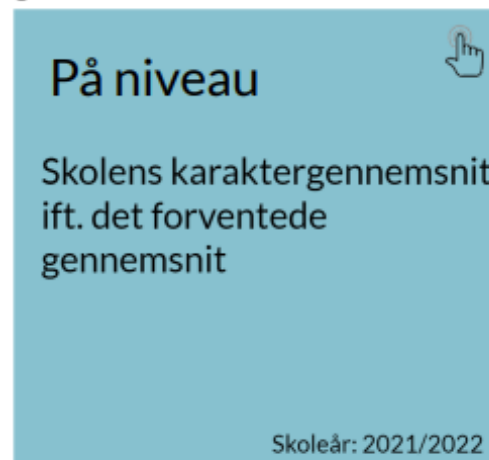 På niveau
Skolens karaktergennemsnit
ift. det forventede
gennemsnit
Skoleår: 2021/2022